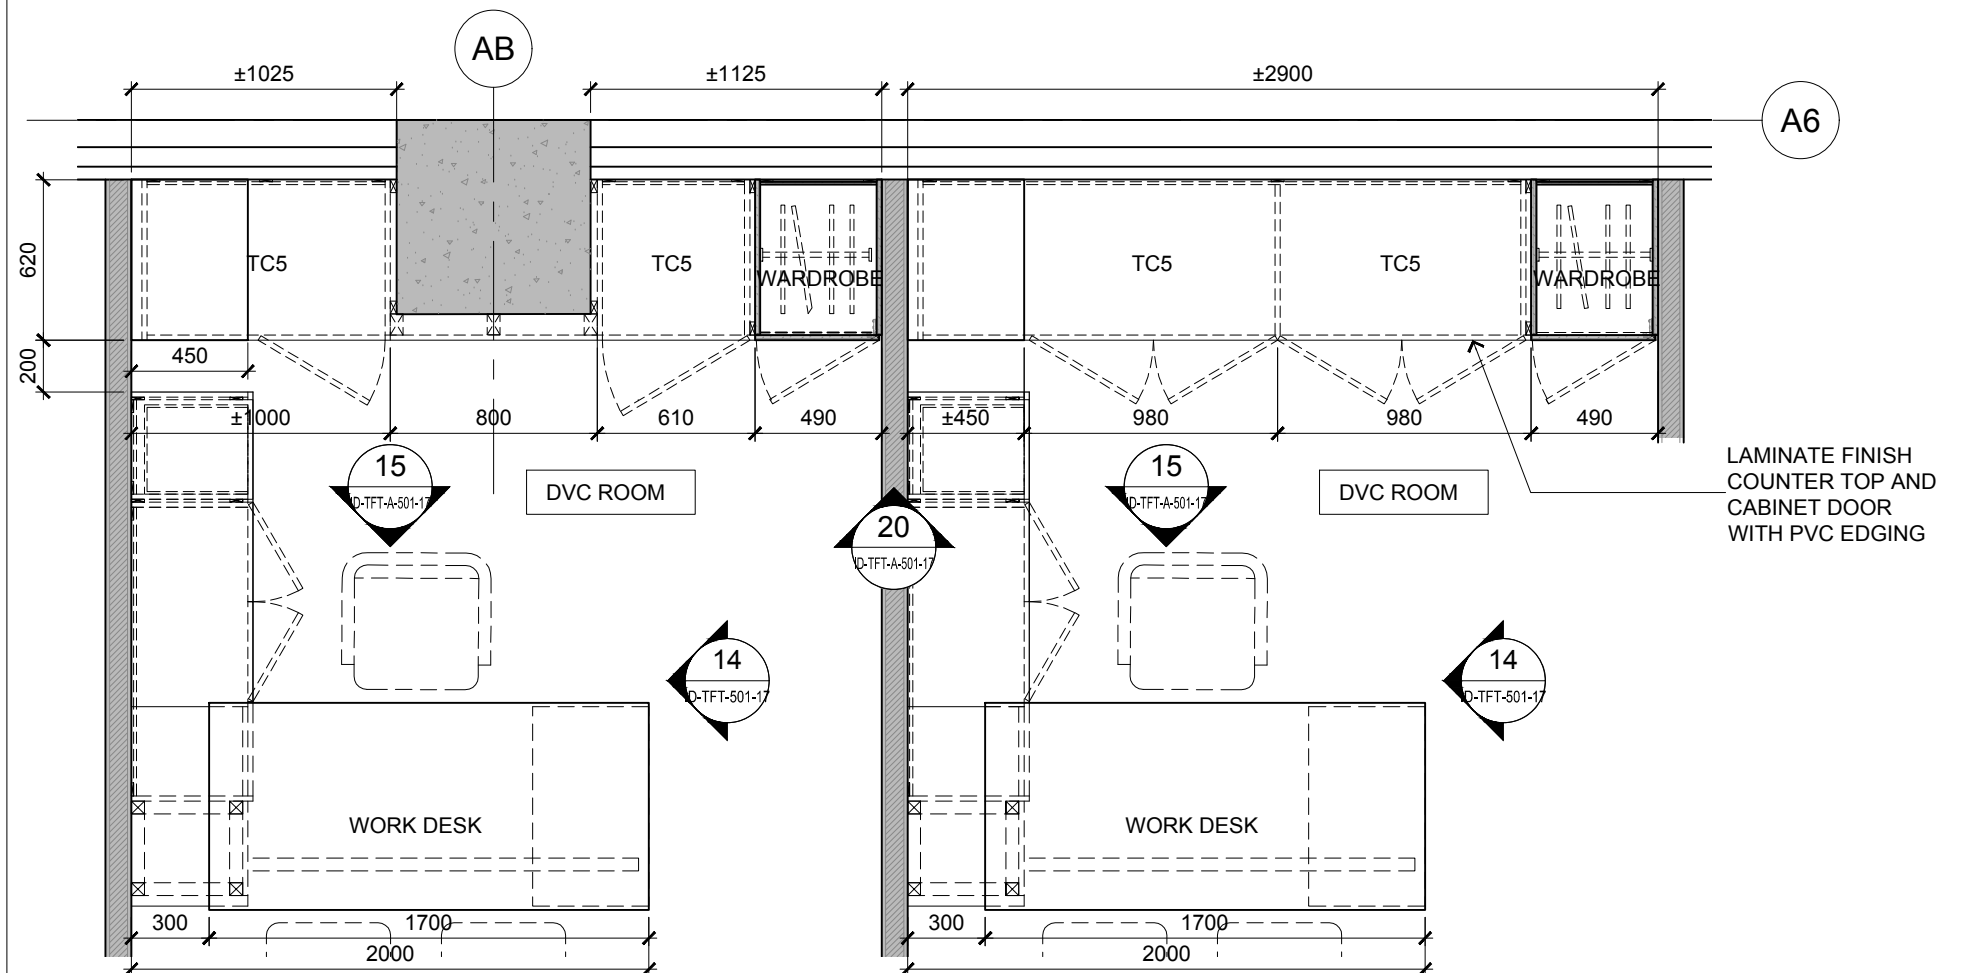 AB
±1025
±1125
±2900
A6
620
TC5
TC5
WARDROBE
TC5
TC5
WARDROBE
200
450
±1000
800
610
490
±450
980
980
490
15
ID-TFT-A-501-17
DVC ROOM
15
ID-TFT-A-501-17
DVC ROOM
LAMINATE FINISH
COUNTER TOP AND
CABINET DOOR
WITH PVC EDGING
20
ID-TFT-A-501-17
14
ID-TFT-501-17
14
ID-TFT-501-17
WORK DESK
WORK DESK
300
1700
300
1700
2000
2000